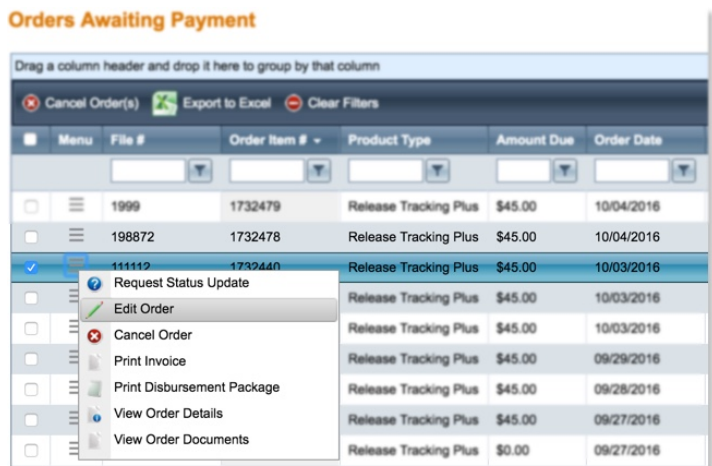 Orders Awaiting Payment
Drag a column header and drop it here to group by that column
Cancel Order(s) Export to Excel Clear Filters
Menu File # Order Item # Product Type Amount Due Order Date
1999 1732479 Release Tracking Plus $45.00 10/04/2016
198872 1732478 Release Tracking Plus $45.00 10/04/2016
111112 1732440 Release Tracking Plus $45.00 10/03/2016
Request Status Update
Release Tracking Plus $45.00 10/03/2016
Edit Order
Release Tracking Plus $45.00 10/03/2016
Cancel Order
Print Invoice
Release Tracking Plus $45.00 09/29/2016
Print Disbursement Package
Release Tracking Plus $45.00 09/28/2016
View Order Details
Release Tracking Plus $45.00 09/27/2016
View Order Documents
Release Tracking Plus $0.00 09/27/2016